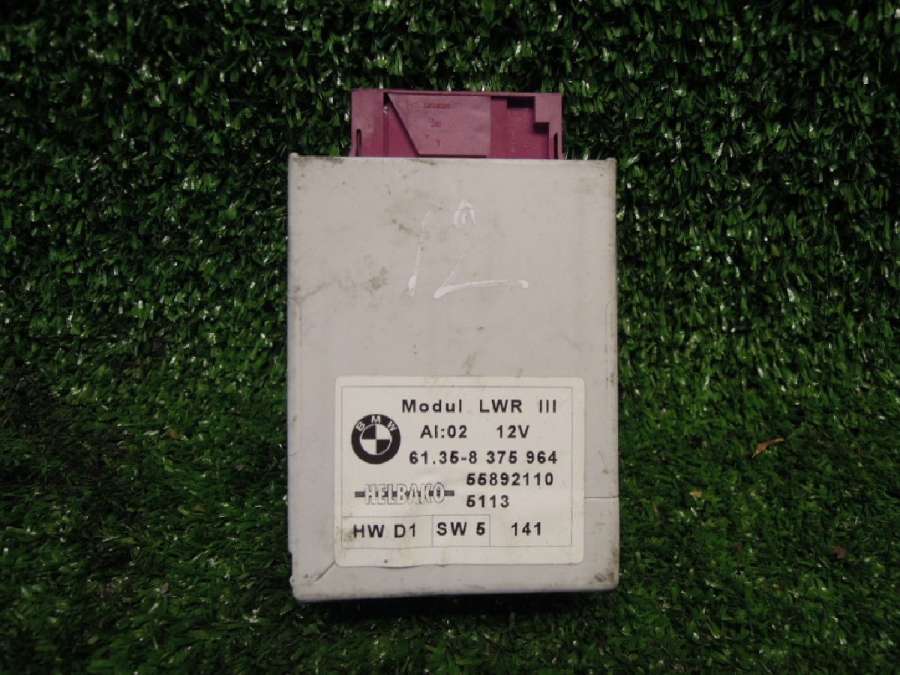 12
Modul LWR III
BMW
AI:02 12V
61.35-8 375 964
55892110
HELBAKO
5113
HW D1 SW 5 141